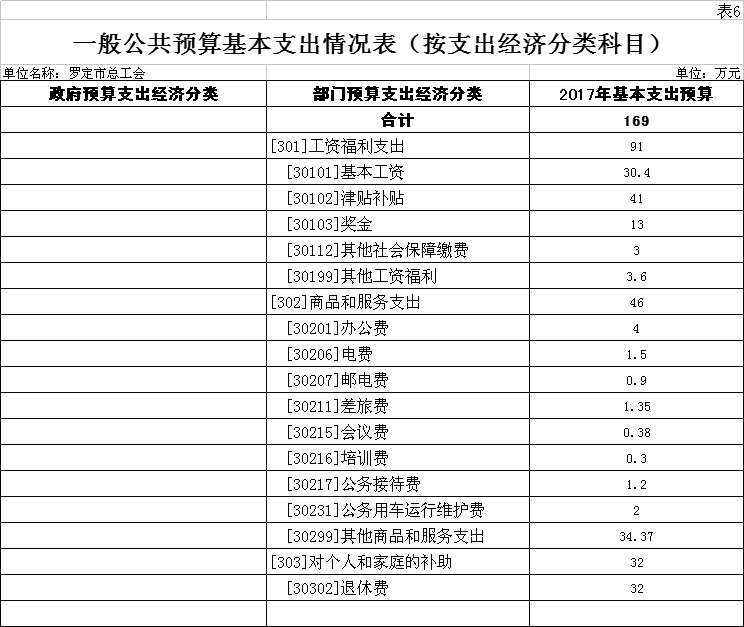 表6
一般公共预算基本支出情况表（按支出经济分类科目）
单位名称：罗定市总工会 单位：万元
政府预算支出经济分类 部门预算支出经济分类 2017年基本支出预算
合计 169
[301]工资福利支出 91
[30101]基本工资 30.4
[30102]津贴补贴 41
[30103]奖金 13
[30112]其他社会保障缴费 3
[30199]其他工资福利 3.6
[302]商品和服务支出 46
[30201]办公费 4
[30206]电费 1.5
[30207]邮电费 0.9
[30211]差旅费 1.35
[30215]会议费 0.38
[30216]培训费 0.3
[30217]公务接待费 1.2
[30231]公务用车运行维护费 2
[30299]其他商品和服务支出 34.37
[303]对个人和家庭的补助 32
[30302]退休费 32